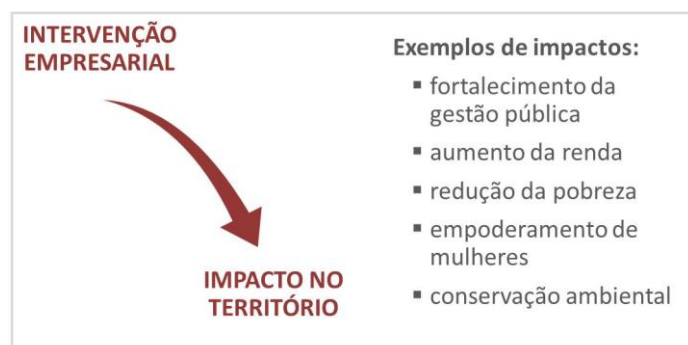 INTERVENÇÃO
EMPRESARIAL
IMPACTO NO
TERRITÓRIO
Exemplos de impactos:
▪ fortalecimento da
gestão pública
▪ aumento da renda
▪ redução da pobreza
▪ empoderamento de
mulheres
▪ conservação ambiental